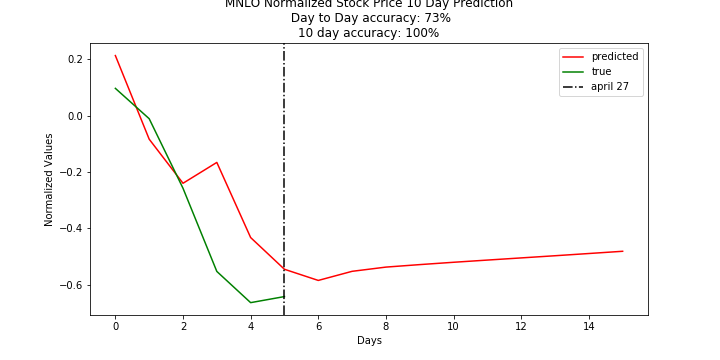 MNLO Normalized Stock Price 10 Day Prediction
Day to Day accuracy: 73%
10 day accuracy: 100%
predicted
true
april 27
Normalized Values
0.2
0.0
−0.2
−0.4
−0.6
0 2 4 6 8 10 12 14
Days